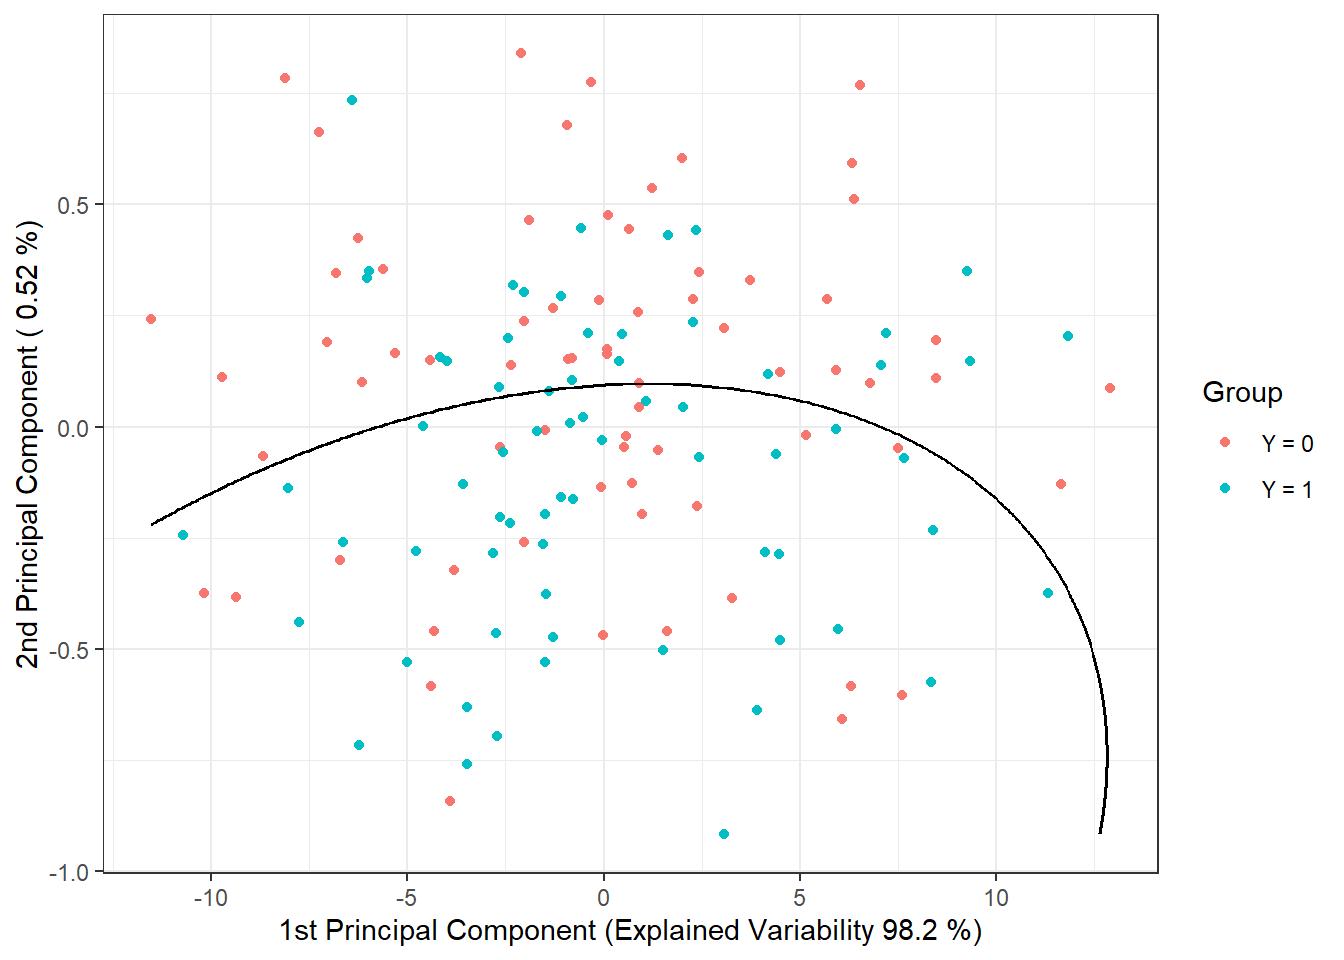 0.5
0.0
-0.5
-1.0
2nd Principal Component ( 0.52 %)
-10
-5
0
5
10
1st Principal Component (Explained Variability 98.2 %)
Group
Y = 0
Y = 1